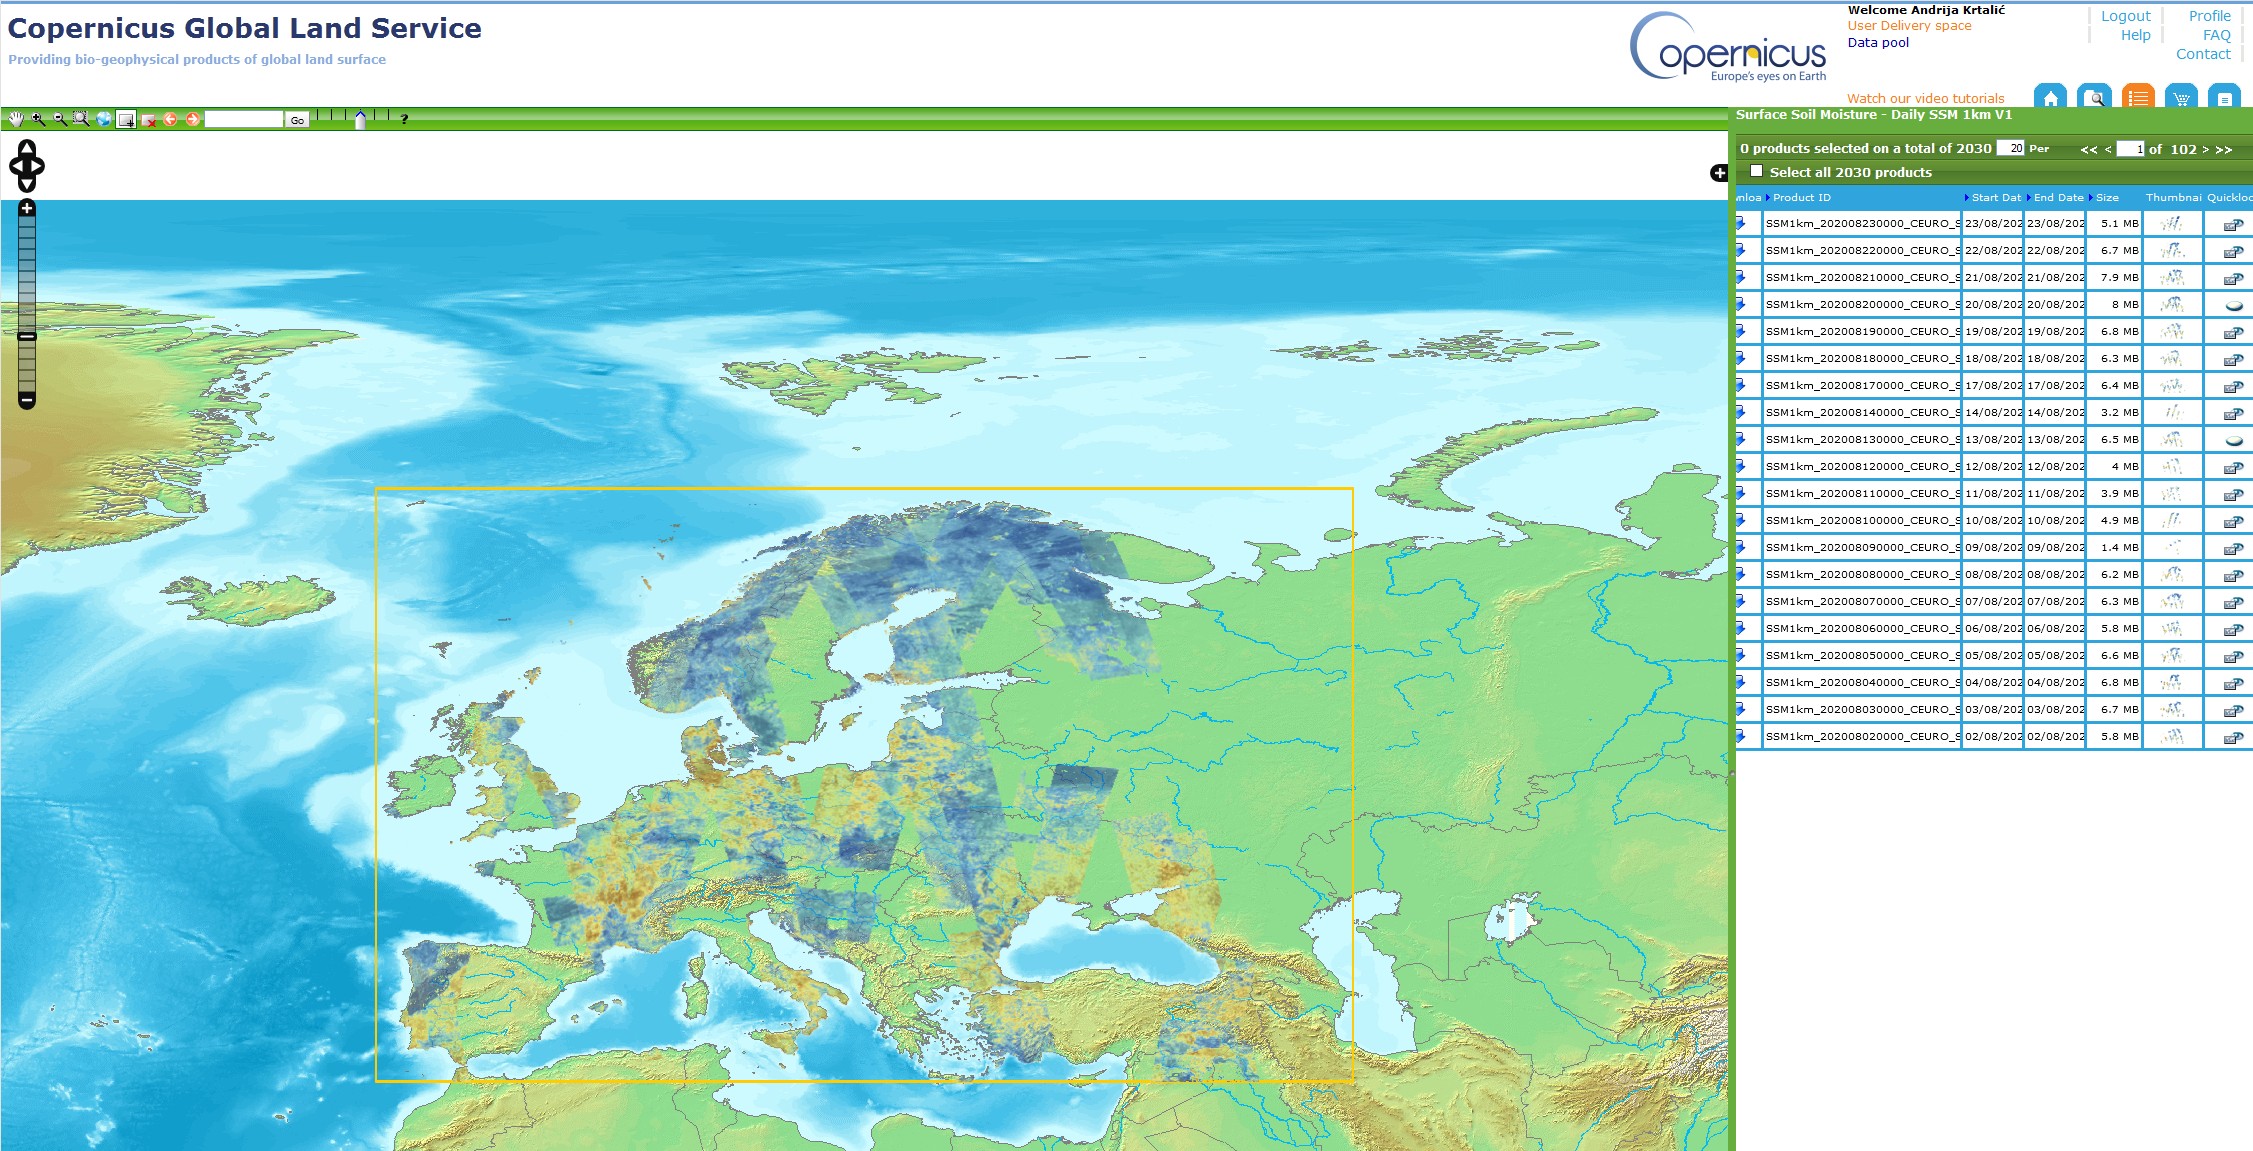 Copernicus Global Land Service
Providing bio-geophysical products of global land surface
opernicus
Europe's eyes on Earth
Welcome Andrija Krtalić
User Delivery space
Data pool
Watch our video tutorials
Logout
Profile
Help
FAQ
Contact
Go
?
Surface Soil Moisture - Daily SSM 1km V1
0 products selected on a total of 2030 20 Per << < 1 of 102 > >>
Select all 2030 products
nloa Product ID Start Dat End Date Size Thumbnai Quickloo
SSM1km_202008230000_CEURO_S 23/08/202 23/08/202 5.1 MB
SSM1km_202008220000_CEURO_S 22/08/202 22/08/202 6.7 MB
SSM1km_202008210000_CEURO_S 21/08/202 21/08/202 7.9 MB
SSM1km_202008200000_CEURO_S 20/08/202 20/08/202 8 MB
SSM1km_202008190000_CEURO_S 19/08/202 19/08/202 6.8 MB
SSM1km_202008180000_CEURO_S 18/08/202 18/08/202 6.3 MB
SSM1km_202008170000_CEURO_S 17/08/202 17/08/202 6.4 MB
SSM1km_202008140000_CEURO_S 14/08/202 14/08/202 3.2 MB
SSM1km_202008130000_CEURO_S 13/08/202 13/08/202 6.5 MB
SSM1km_202008120000_CEURO_S 12/08/202 12/08/202 4 MB
SSM1km_202008110000_CEURO_S 11/08/202 11/08/202 3.9 MB
SSM1km_202008100000_CEURO_S 10/08/202 10/08/202 4.9 MB
SSM1km_202008090000_CEURO_S 09/08/202 09/08/202 1.4 MB
SSM1km_202008080000_CEURO_S 08/08/202 08/08/202 6.2 MB
SSM1km_202008070000_CEURO_S 07/08/202 07/08/202 6.3 MB
SSM1km_202008060000_CEURO_S 06/08/202 06/08/202 5.8 MB
SSM1km_202008050000_CEURO_S 05/08/202 05/08/202 6.6 MB
SSM1km_202008040000_CEURO_S 04/08/202 04/08/202 6.8 MB
SSM1km_202008030000_CEURO_S 03/08/202 03/08/202 6.7 MB
SSM1km_202008020000_CEURO_S 02/08/202 02/08/202 5.8 MB